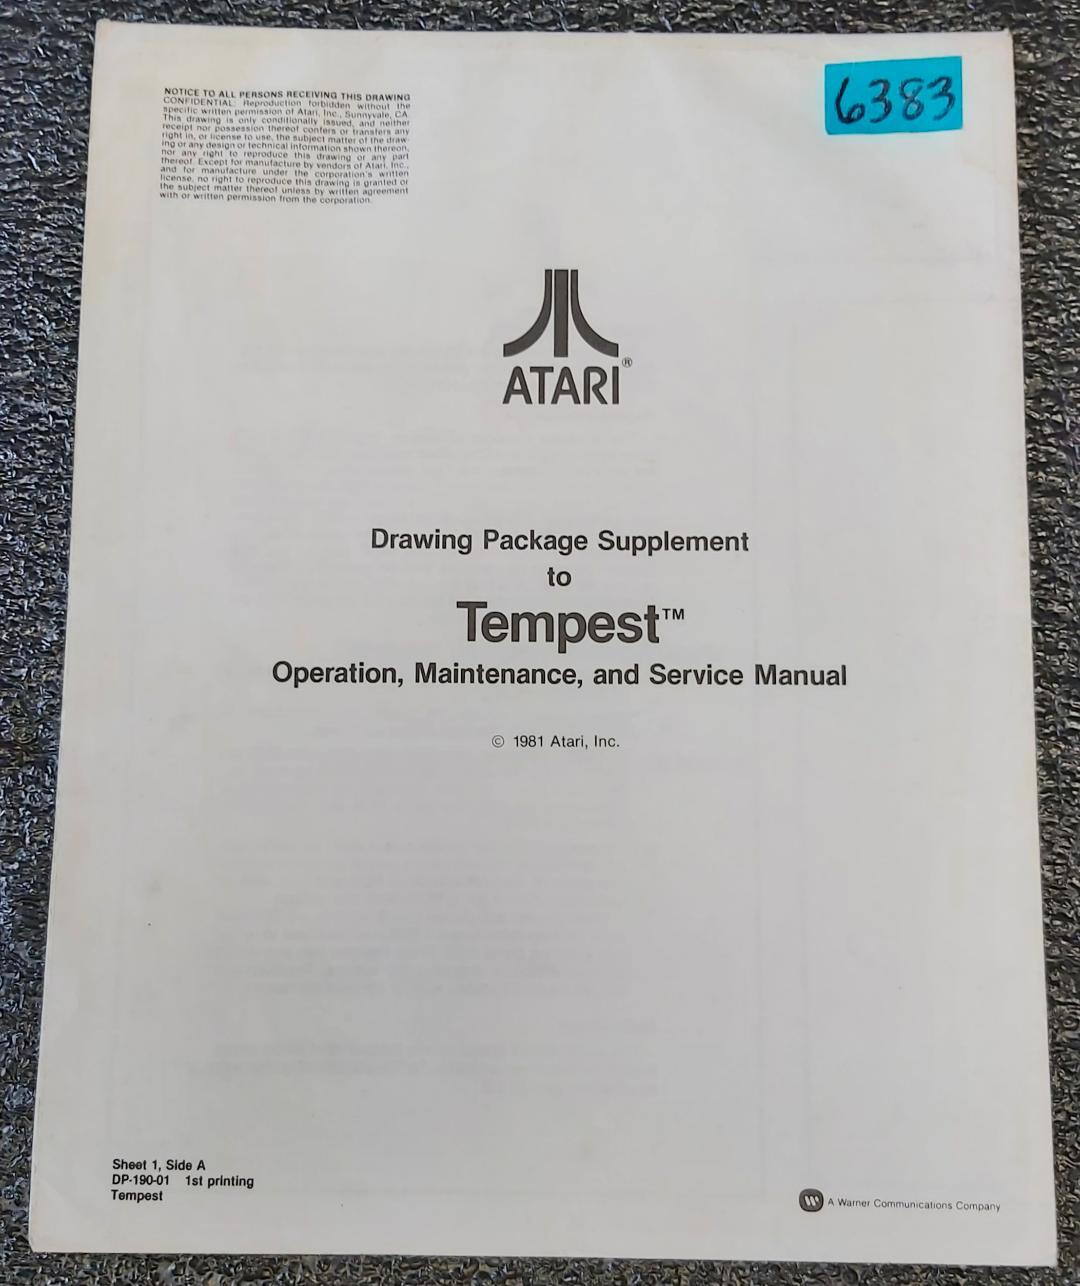 NOTICE TO ALL PERSONS RECEIVING THIS DRAWING
CONFIDENTIAL: Reproduction forbidden without the
specific written permission of Atari, Inc., Sunnyvale, CA.
This drawing is only conditionally issued, and neither
receipt nor possession thereof confers or transfers any
right in, or license to use, the subject matter of the draw-
ing or any design or technical information shown thereon,
nor any right to reproduce this drawing or any part
thereof. Except for manufacture by vendors of Atari, Inc.,
and for manufacture under the corporation's written
license, no right to reproduce this drawing is granted or
the subject matter thereof unless by written agreement
with or written permission from the corporation.
6383
ATARI®
Drawing Package Supplement
to
Tempest™
Operation, Maintenance, and Service Manual
© 1981 Atari, Inc.
Sheet 1, Side A
DP-190-01 1st printing
Tempest
A Warner Communications Company